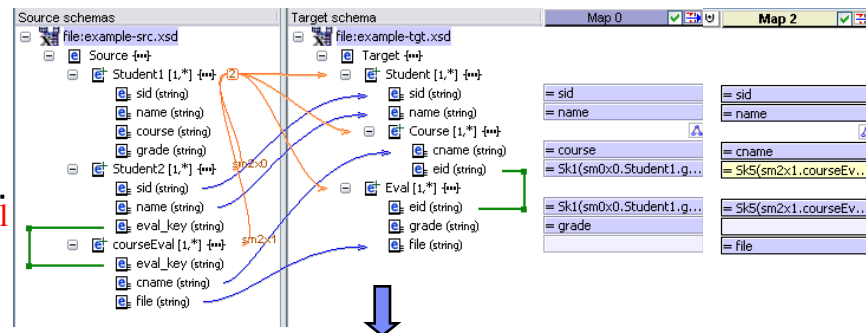 Source schemas
file:example-src.xsd
Source
Student1 [1,*]
sid (string)
name (string)
course (string)
grade (string)
Student2 [1,*]
sid (string)
name (string)
eval_key (string)
courseEval [1,*]
eval_key (string)
cname (string)
file (string)
2
sm2x0
sm2x1
i
Target schema
file:example-tgt.xsd
Target
Student [1,*]
sid (string)
name (string)
Course [1,*]
cname (string)
eid (string)
Eval [1,*]
eid (string)
grade (string)
file (string)
Map 0
= sid
= name
= course
= Sk1(sm0x0.Student1.g...
= Sk1(sm0x0.Student1.g...
= grade
Map 2
= sid
= name
= cname
= Sk5(sm2x1.courseEv...
= Sk5(sm2x1.courseEv...
= file